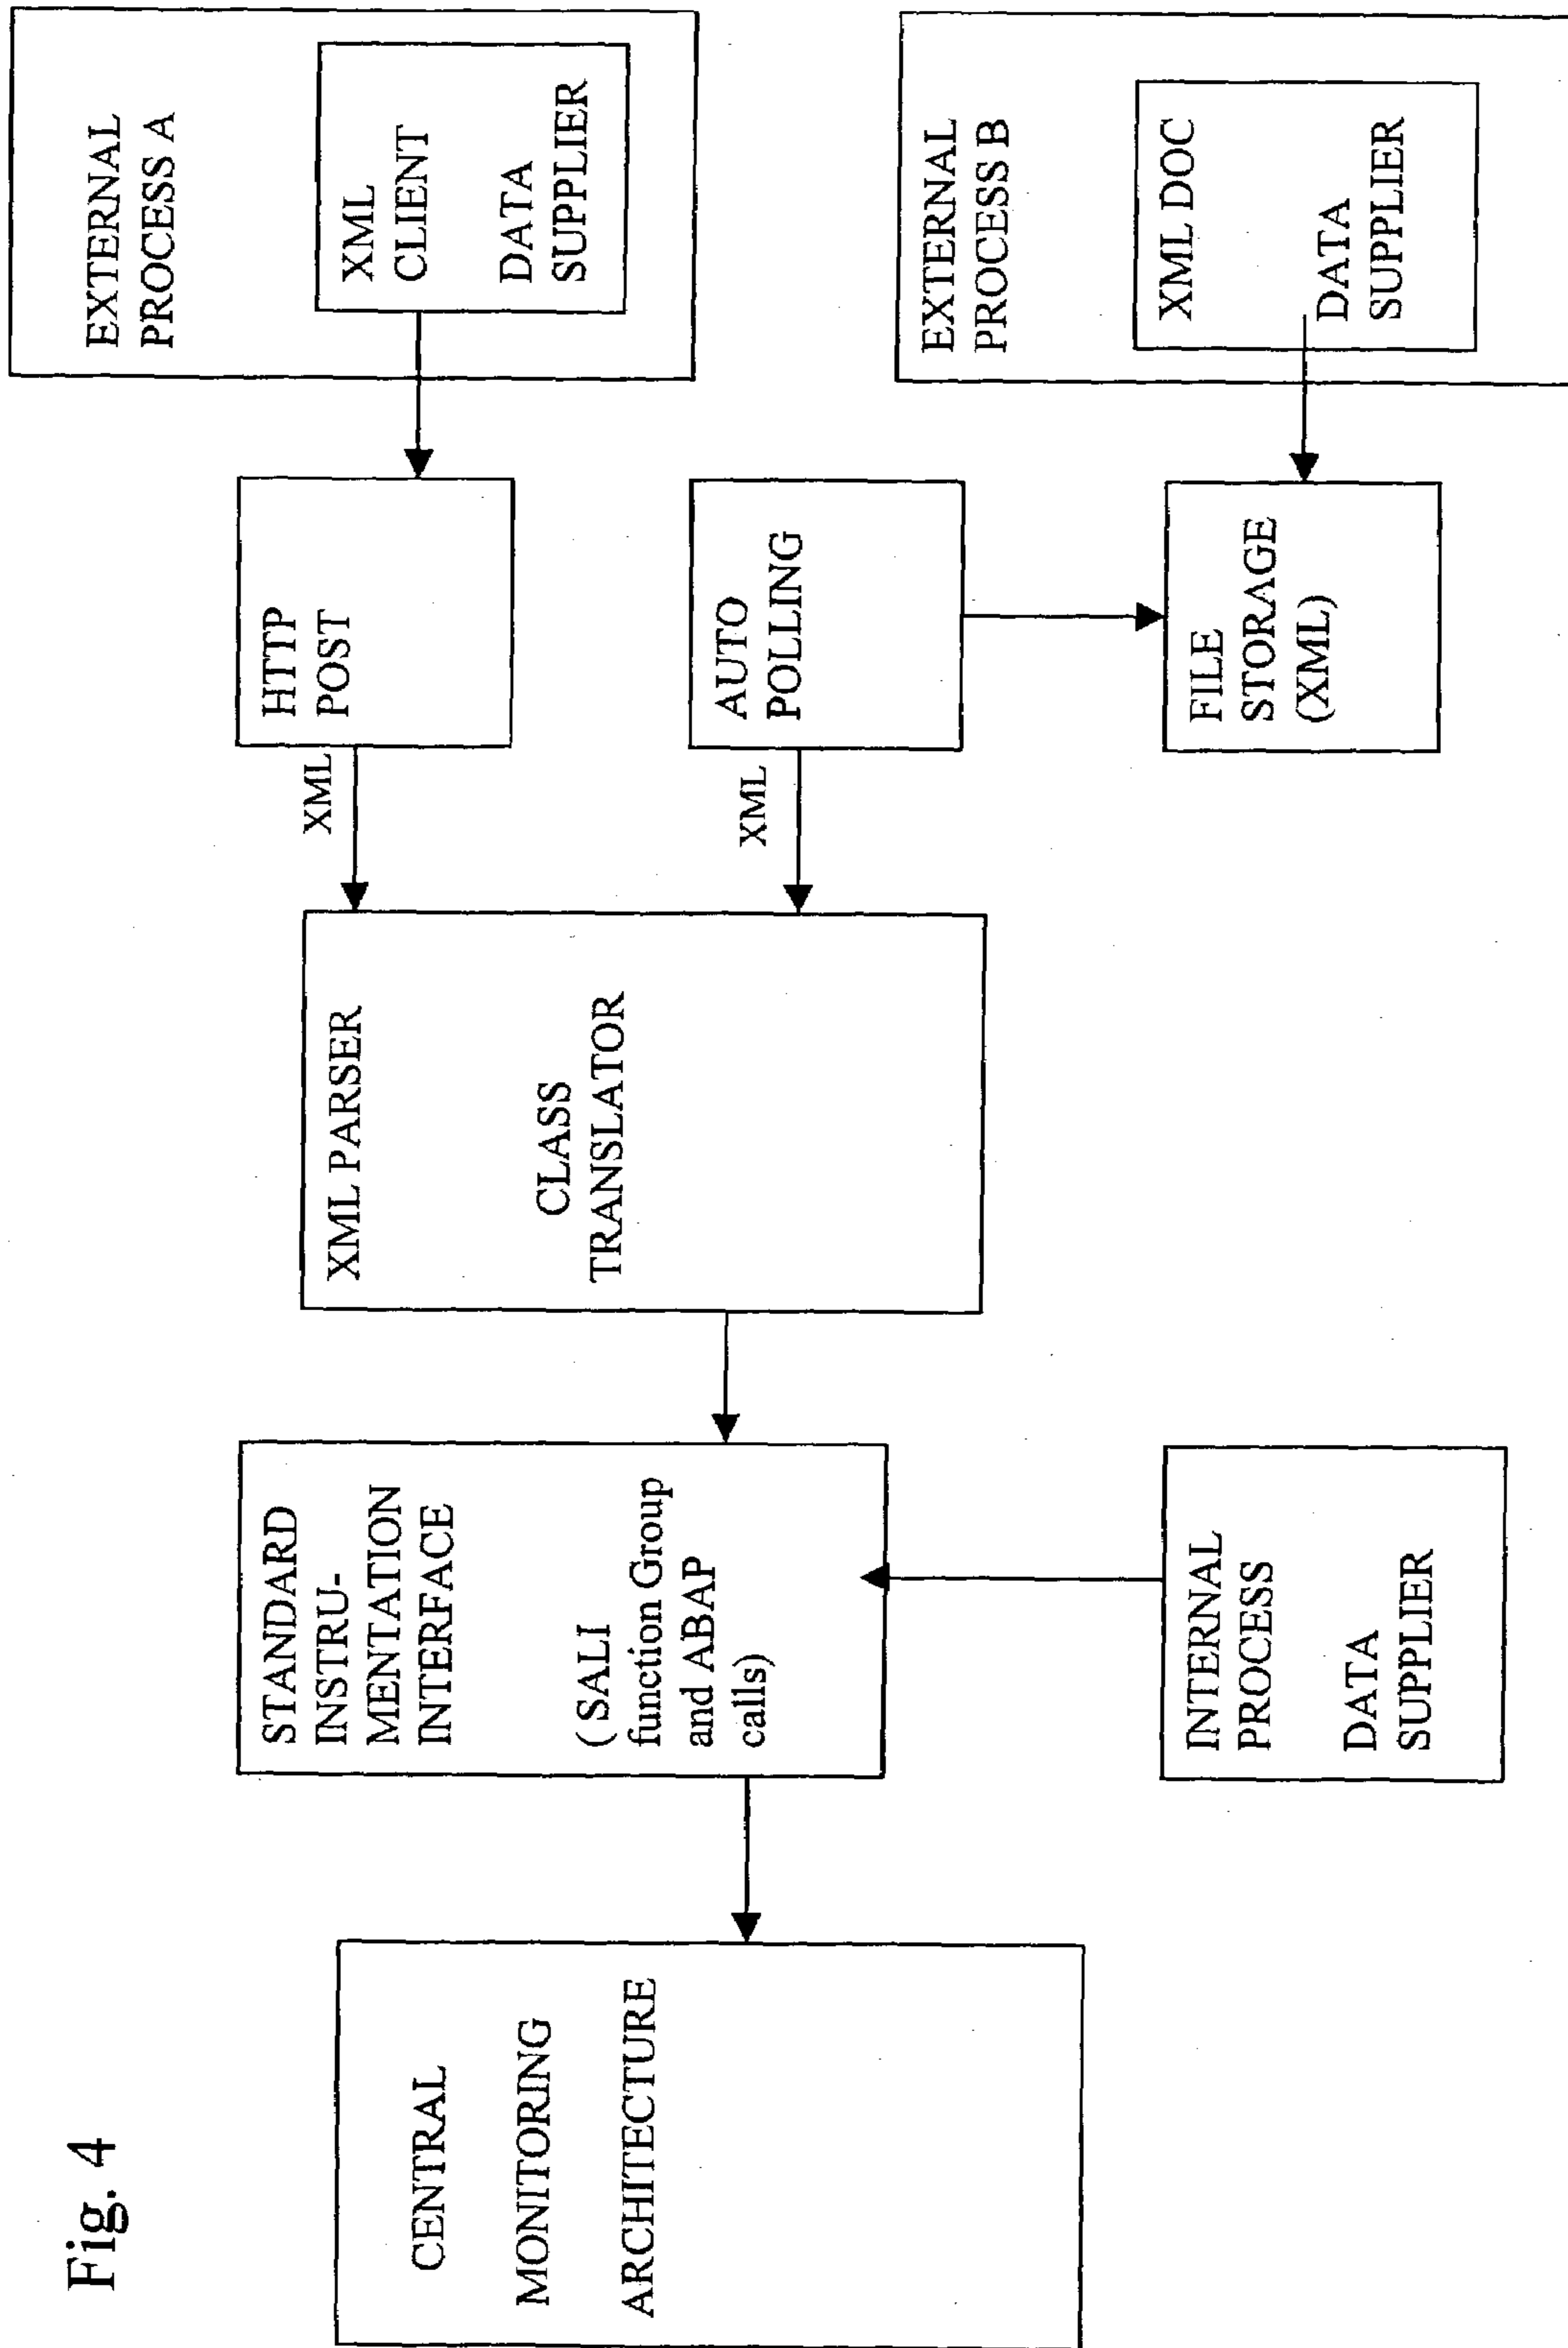 Fig. 4
CENTRAL
MONITORING
ARCHITECTURE
STANDARD
INSTRU-
MENTATION
INTERFACE
( SALI
function Group
and ABAP
calls)
INTERNAL
PROCESS
DATA
SUPPLIER
XML PARSER
CLASS
TRANSLATOR
XML
XML
HTTP
POST
AUTO
POLLING
FILE
STORAGE
(XML)
EXTERNAL
PROCESS A
XML
CLIENT
DATA
SUPPLIER
EXTERNAL
PROCESS B
XML DOC
DATA
SUPPLIER